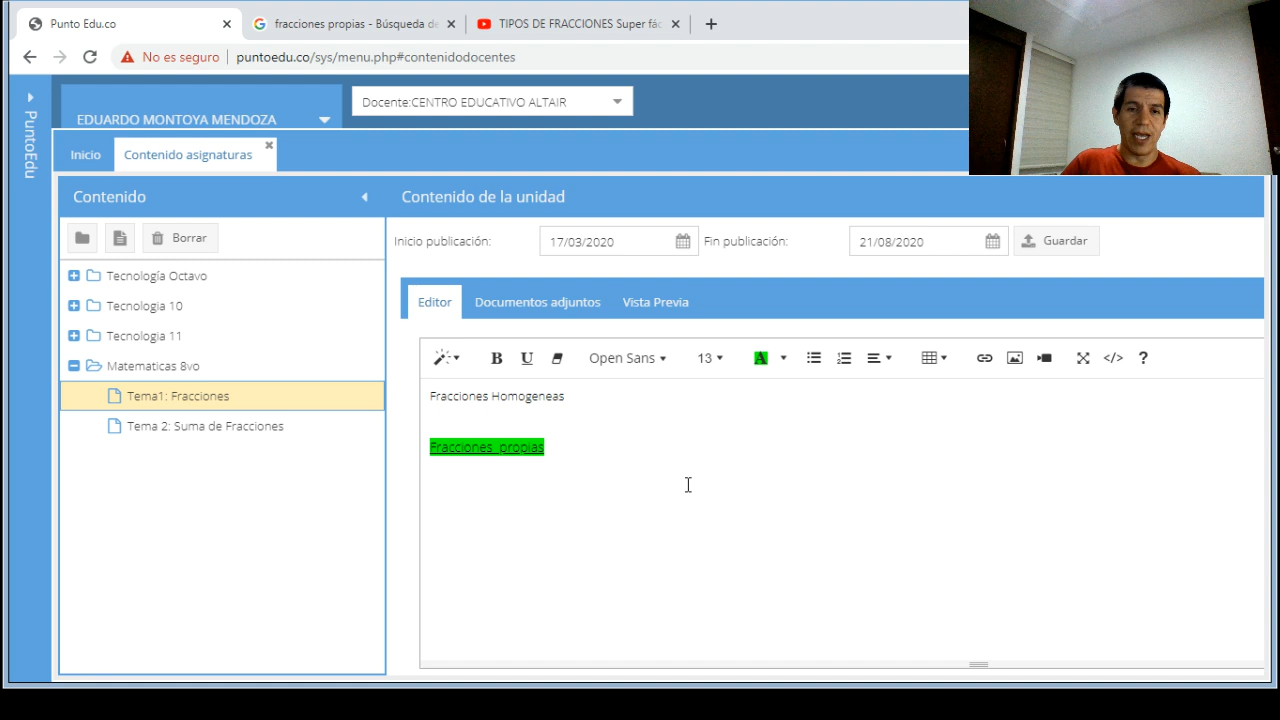 Punto Edu.co
fracciones propias - Búsqueda de
TIPOS DE FRACCIONES Super fác
No es seguro
puntoedu.co/sys/menu.php#contenidodocentes
PuntoEdu
EDUARDO MONTOYA MENDOZA
Docente:CENTRO EDUCATIVO ALTAIR
Inicio
Contenido asignaturas
Contenido
Contenido de la unidad
Borrar
Inicio publicación:
17/03/2020
Fin publicación:
21/08/2020
Guardar
Tecnología Octavo
Tecnologia 10
Tecnologia 11
Matematicas 8vo
Tema1: Fracciones
Tema 2: Suma de Fracciones
Editor
Documentos adjuntos
Vista Previa
B U Open Sans 13 A </> ?
Fracciones Homogeneas
Fracciones propias